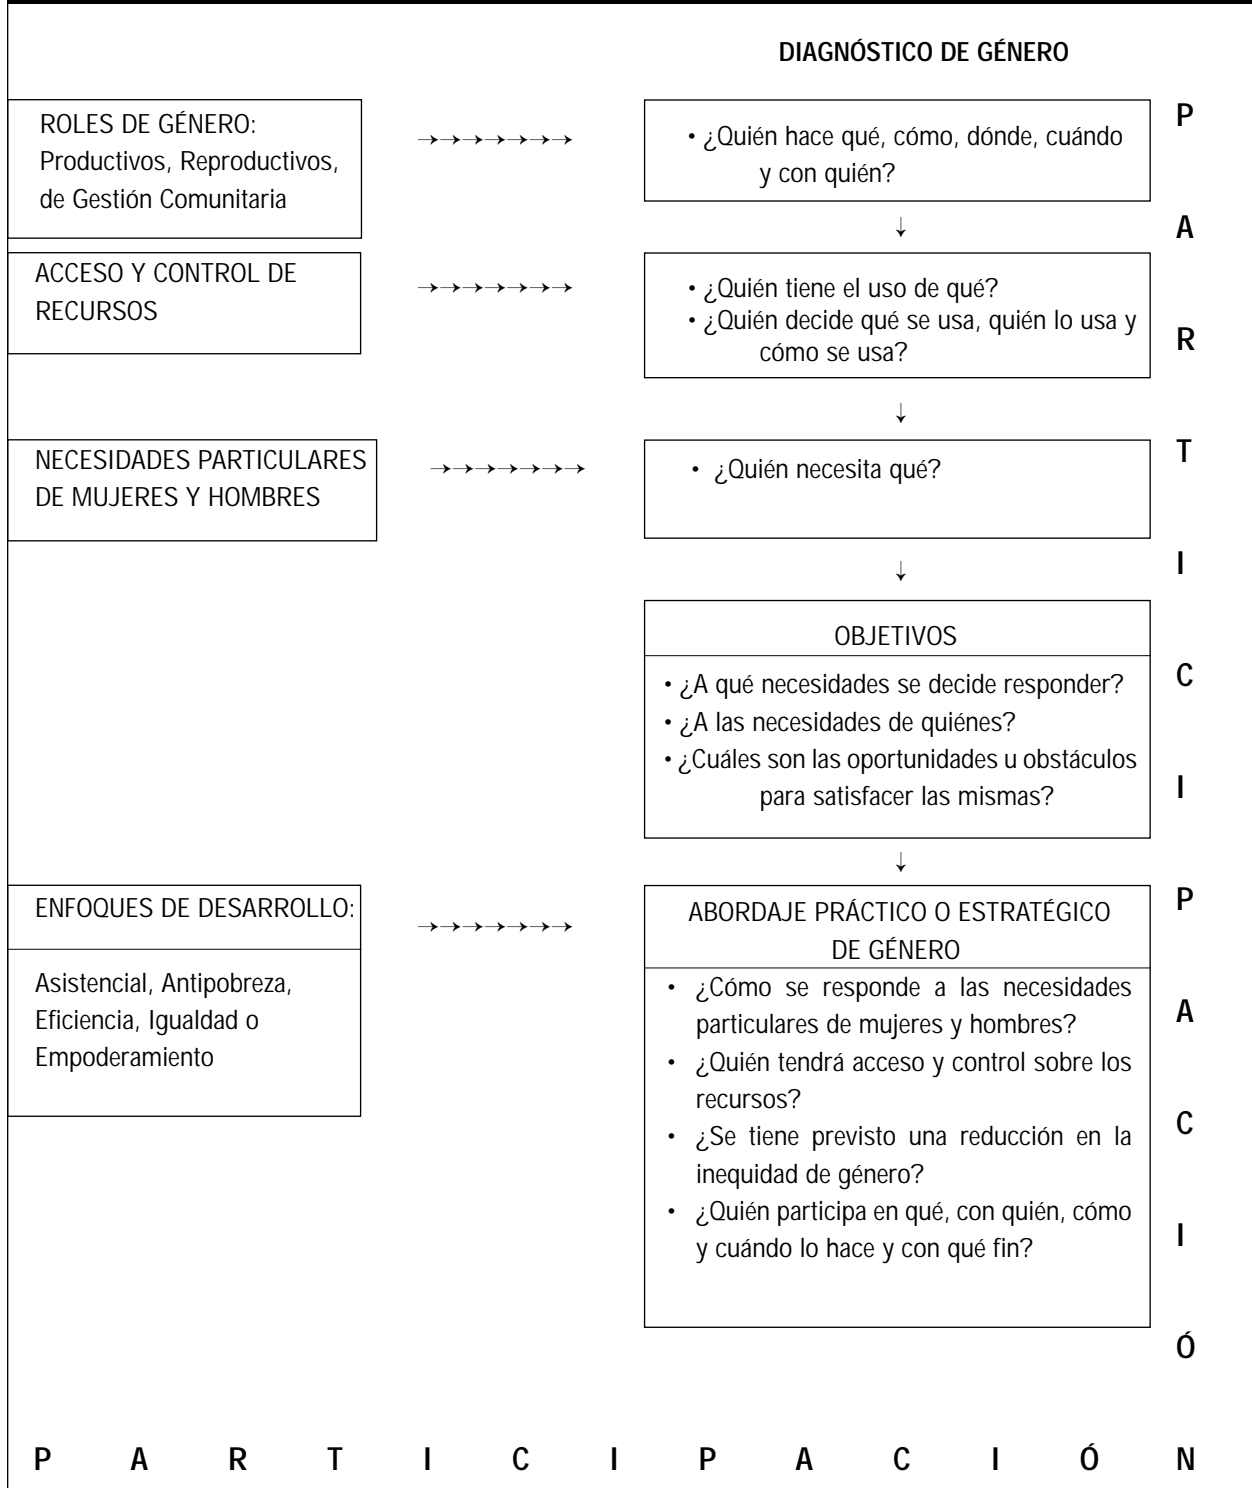 DIAGNÓSTICO DE GÉNERO
ROLES DE GÉNERO:
Productivos, Reproductivos,
de Gestión Comunitaria
→→→→→→→
• ¿Quién hace qué, cómo, dónde, cuándo
y con quién?
↓
ACCESO Y CONTROL DE
RECURSOS
→→→→→→→
• ¿Quién tiene el uso de qué?
• ¿Quién decide qué se usa, quién lo usa y
cómo se usa?
↓
NECESIDADES PARTICULARES
DE MUJERES Y HOMBRES
→→→→→→→
• ¿Quién necesita qué?
↓
OBJETIVOS
• ¿A qué necesidades se decide responder?
• ¿A las necesidades de quiénes?
• ¿Cuáles son las oportunidades u obstáculos
para satisfacer las mismas?
↓
ENFOQUES DE DESARROLLO:
Asistencial, Antipobreza,
Eficiencia, Igualdad o
Empoderamiento
→→→→→→→
ABORDAJE PRÁCTICO O ESTRATÉGICO
DE GÉNERO
• ¿Cómo se responde a las necesidades
particulares de mujeres y hombres?
• ¿Quién tendrá acceso y control sobre los
recursos?
• ¿Se tiene previsto una reducción en la
inequidad de género?
• ¿Quién participa en qué, con quién, cómo
y cuándo lo hace y con qué fin?
P
A
R
T
I
C
I
P
A
C
I
Ó
P A R T I C I P A C I Ó N